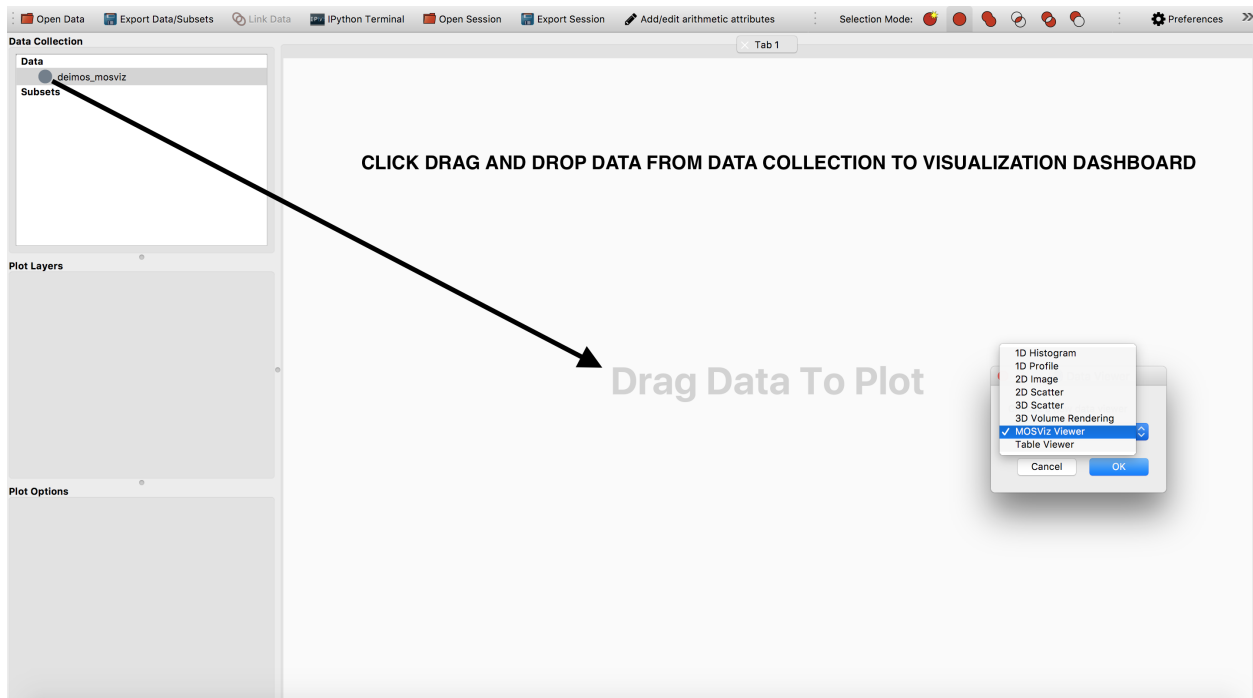 Open Data Export Data/Subsets Link Data IPython Terminal Open Session Export Session Add/edit arithmetic attributes Selection Mode: Preferences
Data Collection
Tab 1
Data
deimos_mosviz
Subsets
CLICK DRAG AND DROP DATA FROM DATA COLLECTION TO VISUALIZATION DASHBOARD
Plot Layers
Drag Data To Plot
1D Histogram
1D Profile
2D Image
2D Scatter
3D Scatter
3D Volume Rendering
MOSViz Viewer
Table Viewer
Cancel OK
Plot Options